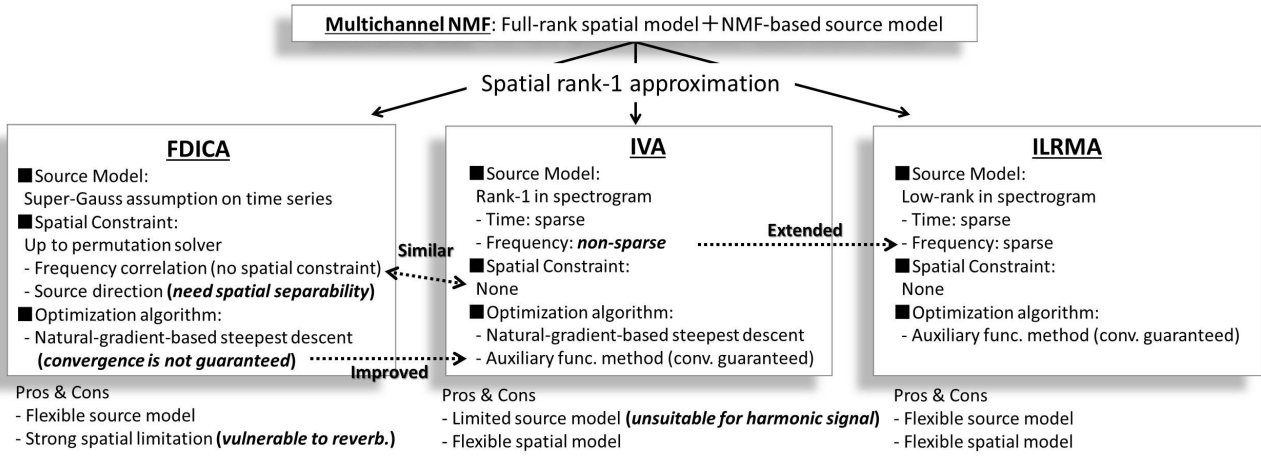 Multichannel NMF: Full-rank spatial model＋NMF-based source model
Spatial rank-1 approximation
FDICA
■Source Model:
Super-Gauss assumption on time series
■Spatial Constraint:
Up to permutation solver
- Frequency correlation (no spatial constraint)
- Source direction (need spatial separability)
■Optimization algorithm:
- Natural-gradient-based steepest descent
(convergence is not guaranteed)
Pros & Cons
- Flexible source model
- Strong spatial limitation (vulnerable to reverb.)
Similar
Improved
IVA
■Source Model:
Rank-1 in spectrogram
- Time: sparse
- Frequency: non-sparse
■Spatial Constraint:
None
■Optimization algorithm:
- Natural-gradient-based steepest descent
- Auxiliary func. method (conv. guaranteed)
Pros & Cons
- Limited source model (unsuitable for harmonic signal)
- Flexible spatial model
Extended
ILRMA
■Source Model:
Low-rank in spectrogram
- Time: sparse
- Frequency: sparse
■Spatial Constraint:
None
■Optimization algorithm:
- Auxiliary func. method (conv. guaranteed)
Pros & Cons
- Flexible source model
- Flexible spatial model